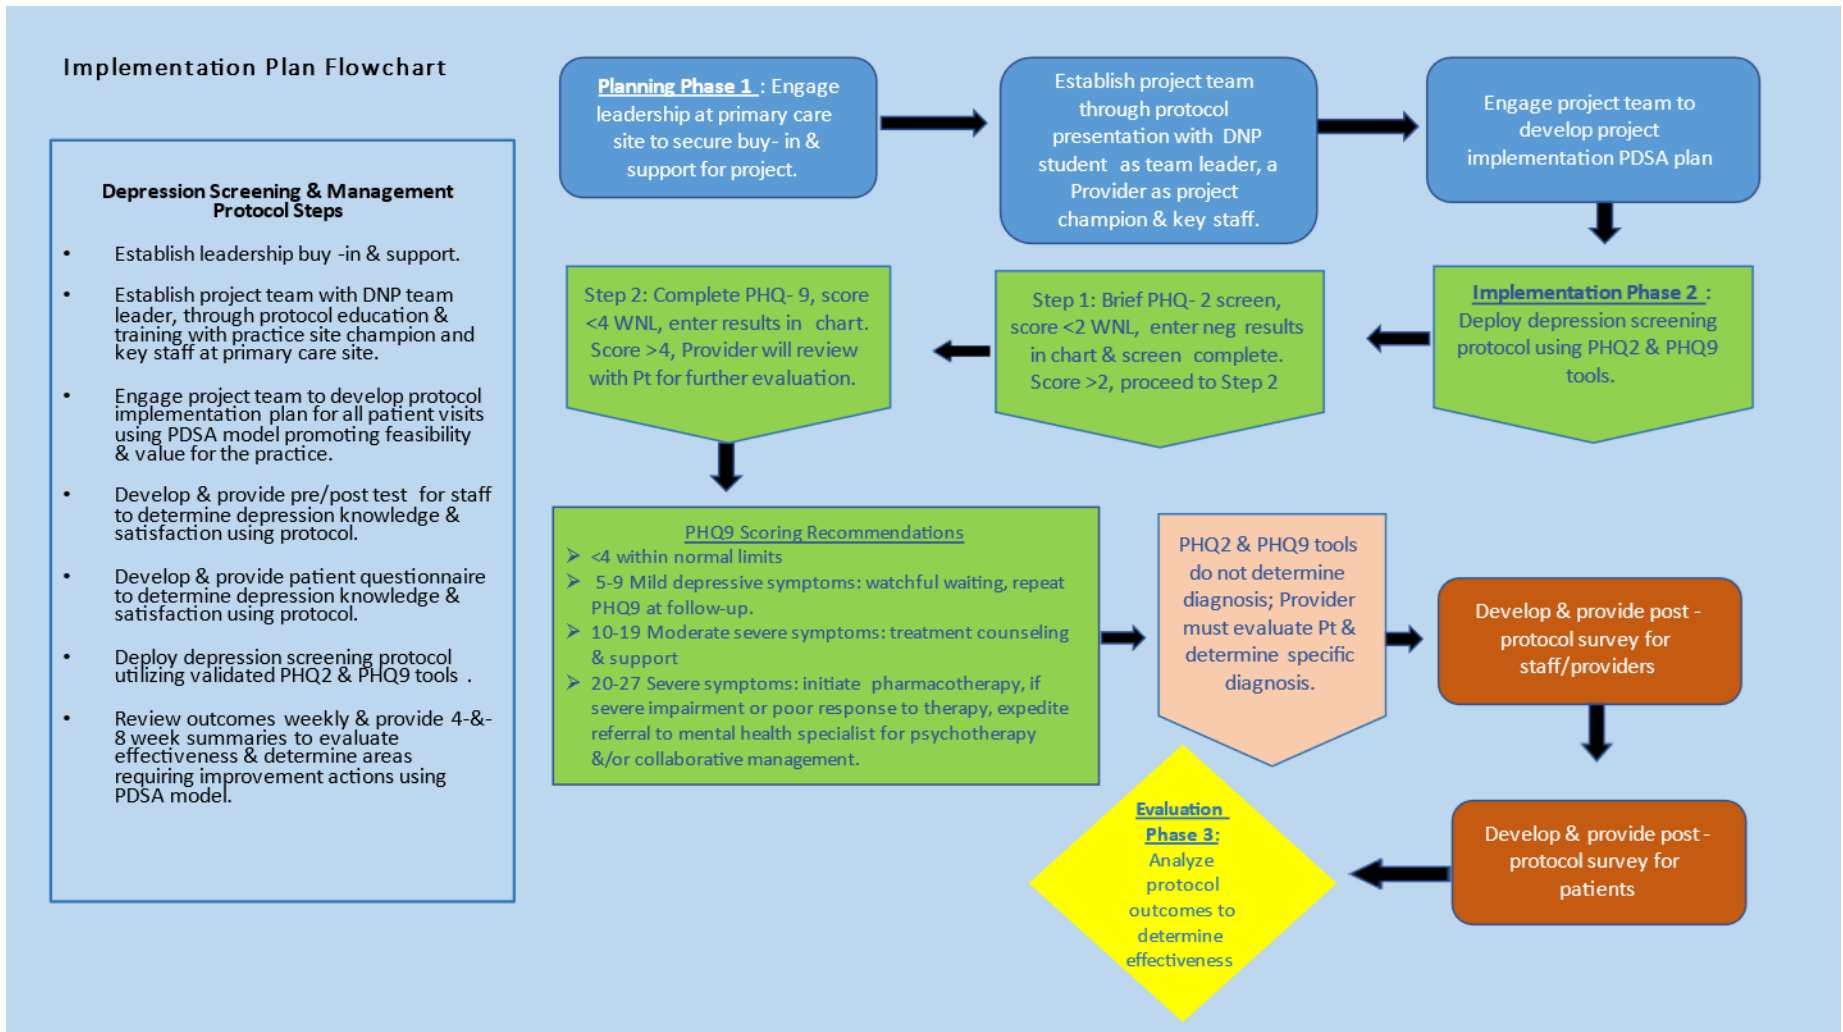 Implementation Plan Flowchart
Depression Screening & Management
Protocol Steps
• Establish leadership buy -in & support.
• Establish project team with DNP team
leader, through protocol education &
training with practice site champion and
key staff at primary care site.
• Engage project team to develop protocol
implementation plan for all patient visits
using PDSA model promoting feasibility
& value for the practice.
• Develop & provide pre/post test for staff
to determine depression knowledge &
satisfaction using protocol.
• Develop & provide patient questionnaire
to determine depression knowledge &
satisfaction using protocol.
• Deploy depression screening protocol
utilizing validated PHQ2 & PHQ9 tools .
• Review outcomes weekly & provide 4-&-
8 week summaries to evaluate
effectiveness & determine areas
requiring improvement actions using
PDSA model.
Planning Phase 1 : Engage
leadership at primary care
site to secure buy- in &
support for project.
Establish project team
through protocol
presentation with DNP
student as team leader, a
Provider as project
champion & key staff.
Engage project team to
develop project
implementation PDSA plan
Implementation Phase 2 :
Deploy depression screening
protocol using PHQ2 & PHQ9
tools.
Step 1: Brief PHQ- 2 screen,
score <2 WNL, enter neg results
in chart & screen complete.
Score >2, proceed to Step 2
Step 2: Complete PHQ- 9, score
<4 WNL, enter results in chart.
Score >4, Provider will review
with Pt for further evaluation.
PHQ9 Scoring Recommendations
➢ <4 within normal limits
➢ 5-9 Mild depressive symptoms: watchful waiting, repeat
PHQ9 at follow-up.
➢ 10-19 Moderate severe symptoms: treatment counseling
& support
➢ 20-27 Severe symptoms: initiate pharmacotherapy, if
severe impairment or poor response to therapy, expedite
referral to mental health specialist for psychotherapy
&/or collaborative management.
PHQ2 & PHQ9 tools
do not determine
diagnosis; Provider
must evaluate Pt &
determine specific
diagnosis.
Develop & provide post -
protocol survey for
staff/providers
Develop & provide post -
protocol survey for
patients
Evaluation
Phase 3:
Analyze
protocol
outcomes to
determine
effectiveness